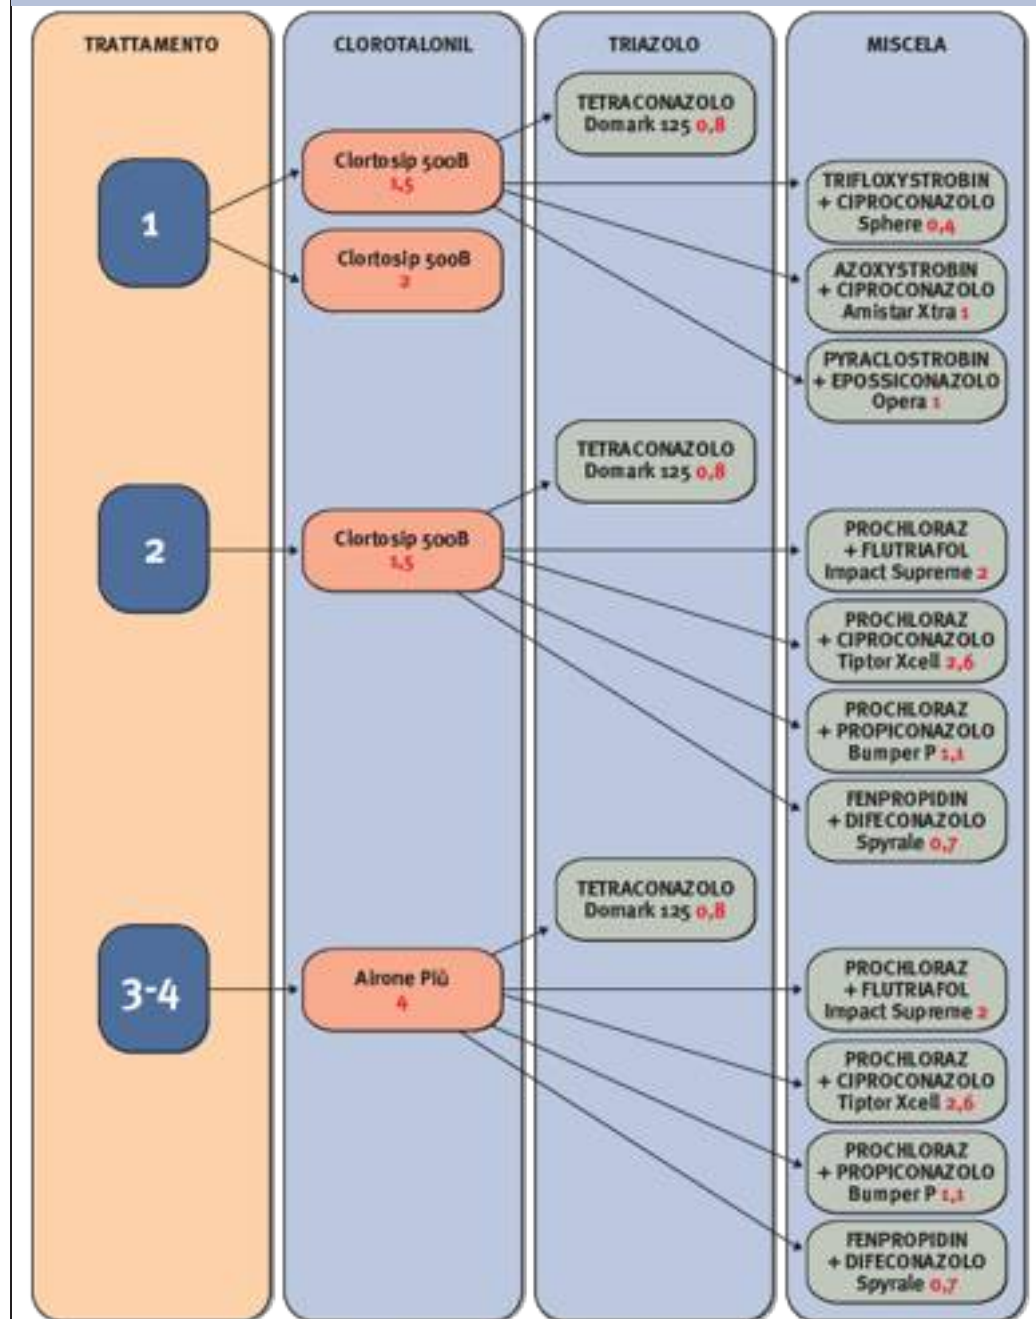 TRATTAMENTO
CLOROTALONIL
TRIAZOLO
MISCELA
1
Clortosip 500B
1,5
Clortosip 500B
2
TETRACONAZOLO
Domark 125 0,8
TRIFLOXYSTROBIN
+ CIPROCONAZOLO
Sphere 0,4
AZOXYSTROBIN
+ CIPROCONAZOLO
Amistar Xtra 1
PYRACLOSTROBIN
+ EPOSSICONAZOLO
Opera 1
2
Clortosip 500B
1,5
TETRACONAZOLO
Domark 125 0,8
PROCHLORAZ
+ FLUTRIAFOL
Impact Supreme 2
PROCHLORAZ
+ CIPROCONAZOLO
Tiptor Xcell 2,6
PROCHLORAZ
+ PROPICONAZOLO
Bumper P 1,1
FENPROPIDIN
+ DIFECONAZOLO
Spyrale 0,7
3-4
Airone Più
4
TETRACONAZOLO
Domark 125 0,8
PROCHLORAZ
+ FLUTRIAFOL
Impact Supreme 2
PROCHLORAZ
+ CIPROCONAZOLO
Tiptor Xcell 2,6
PROCHLORAZ
+ PROPICONAZOLO
Bumper P 1,1
FENPROPIDIN
+ DIFECONAZOLO
Spyrale 0,7